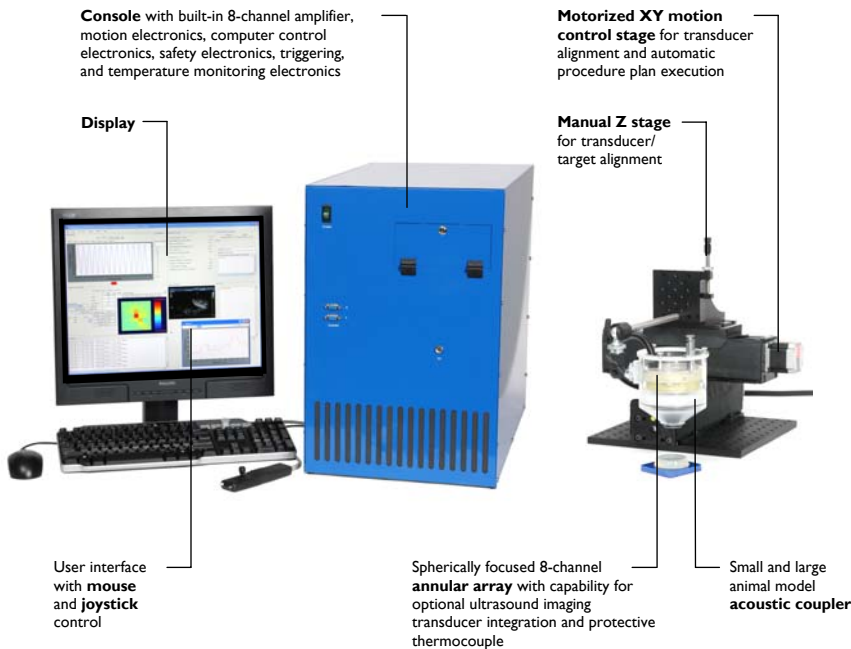 Console with built-in 8-channel amplifier,
motion electronics, computer control
electronics, safety electronics, triggering,
and temperature monitoring electronics
Motorized XY motion
control stage for transducer
alignment and automatic
procedure plan execution
Display
Manual Z stage
for transducer/
target alignment
User interface
with mouse
and joystick
control
Spherically focused 8-channel
annular array with capability for
optional ultrasound imaging
transducer integration and protective
thermocouple
Small and large
animal model
acoustic coupler